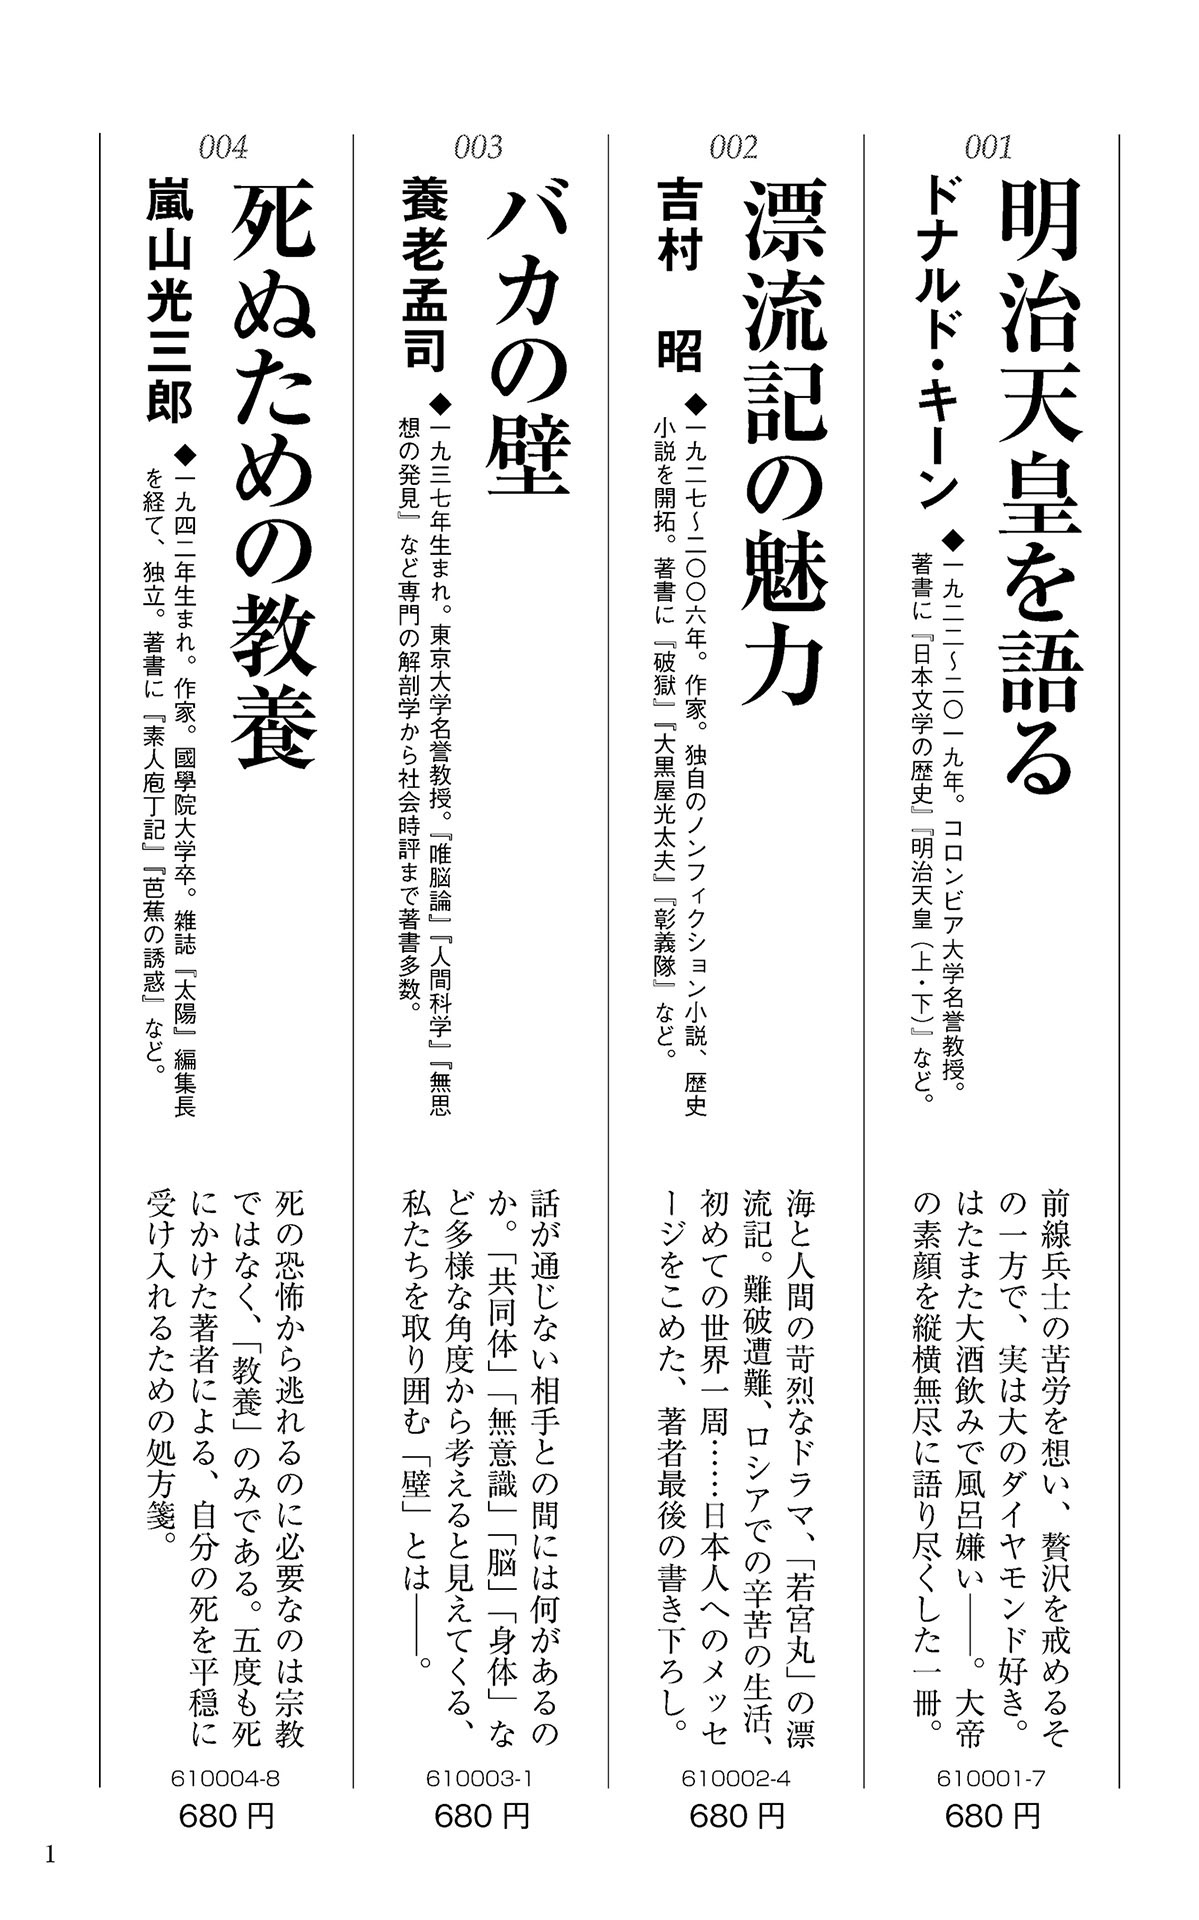 001
明治天皇を語る
ドナルド・キーン
◆一九二二〜二〇一九年。コロンビア大学名誉教授。
著書に『日本文学の歴史』『明治天皇(上・下)』など。
前線兵士の苦労を想い、贅沢を戒めるそ
の一方で、実は大のダイヤモンド好き。
はたまた大酒飲みで風呂嫌い――。大帝
の素顔を縦横無尽に語り尽くした一冊。
610001-7
680円
002
漂流記の魅力
吉村 昭
◆一九二七〜二〇〇六年。作家。独自のノンフィクション小説、歴史
小説を開拓。著書に『破獄』『大黒屋光太夫』『彰義隊』など。
海と人間の苛烈なドラマ、「若宮丸」の漂
流記。難破遭難、ロシアでの辛苦の生活、
初めての世界一周……日本人へのメッセ
ージをこめた、著者最後の書き下ろし。
610002-4
680円
003
バカの壁
養老孟司
◆一九三七年生まれ。東京大学名誉教授。『唯脳論』『人間科学』『無思
想の発見』など専門の解剖学から社会時評まで著書多数。
話が通じない相手との間には何があるの
か。「共同体」「無意識」「脳」「身体」な
ど多様な角度から考えると見えてくる、
私たちを取り囲む「壁」とは――。
610003-1
680円
004
死ぬための教養
嵐山光三郎
◆一九四二年生まれ。作家。國學院大学卒。雑誌『太陽』編集長
を経て、独立。著書に『素人庖丁記』『芭蕉の誘惑』など。
死の恐怖から逃れるのに必要なのは宗教
ではなく、「教養」のみである。五度も死
にかけた著者による、自分の死を平穏に
受け入れるための処方箋。
610004-8
680円
1